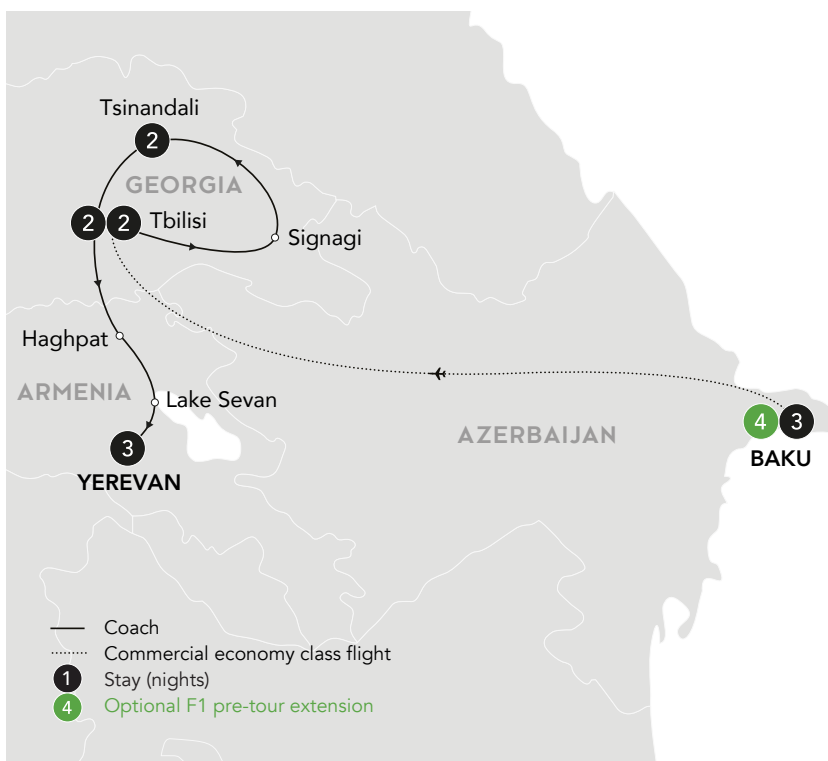 Tsinandali
2
GEORGIA
2 2 Tbilisi
Signagi
Haghpat
ARMENIA
Lake Sevan
3
YEREVAN
AZERBAIJAN
4 3
BAKU
Coach
Commercial economy class flight
1 Stay (nights)
4 Optional F1 pre-tour extension